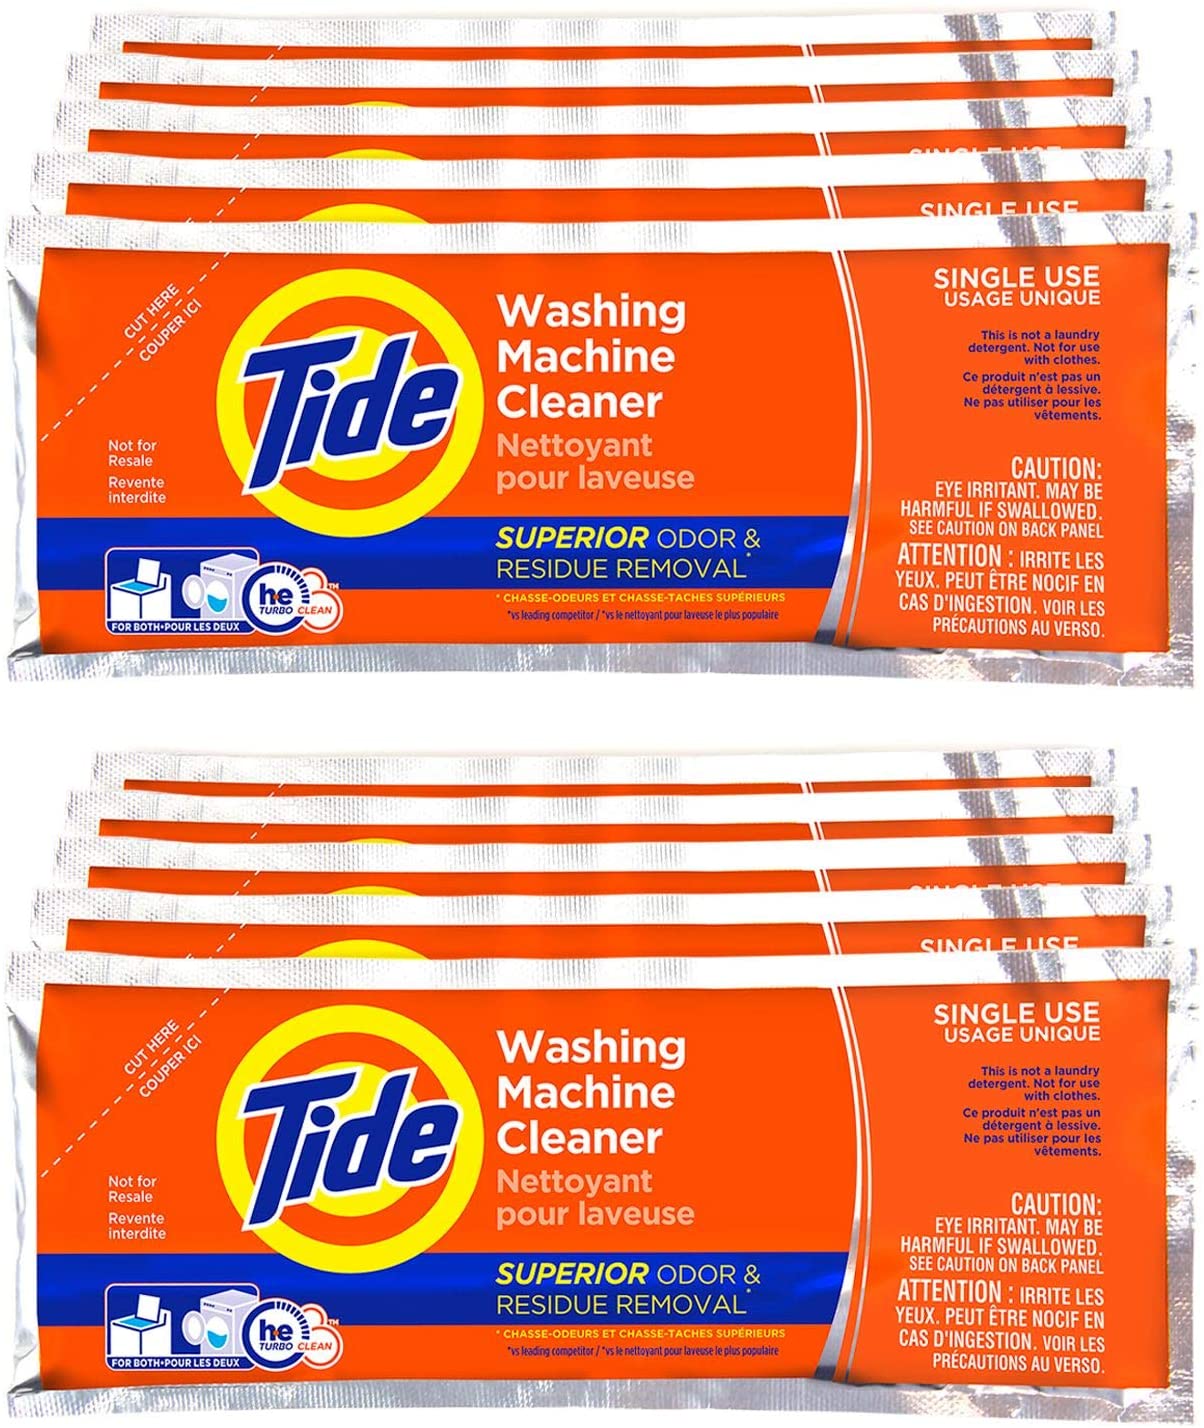 SINGLE USE
SINGLE USE
CUT HERE
COUPER ICI
Tide
Washing
Machine
Cleaner
Nettoyant
pour laveuse
Not for
Resale
Revente
interdite
SUPERIOR ODOR &
RESIDUE REMOVAL*
* CHASSE-ODEURS ET CHASSE-TACHES SUPÉRIEURS
*vs leading competitor / *vs le nettoyant pour laveuse le plus populaire
he
TURBO CLEAN™
FOR BOTH•POUR LES DEUX
SINGLE USE
USAGE UNIQUE
This is not a laundry
detergent. Not for use
with clothes.
Ce produit n'est pas un
détergent à lessive.
Ne pas utiliser pour les
vêtements.
CAUTION:
EYE IRRITANT. MAY BE
HARMFUL IF SWALLOWED.
SEE CAUTION ON BACK PANEL
ATTENTION : IRRITE LES
YEUX. PEUT ÊTRE NOCIF EN
CAS D'INGESTION. VOIR LES
PRÉCAUTIONS AU VERSO.
SINGLE USE
SINGLE USE
CUT HERE
COUPER ICI
Tide
Washing
Machine
Cleaner
Nettoyant
pour laveuse
Not for
Resale
Revente
interdite
SUPERIOR ODOR &
RESIDUE REMOVAL*
* CHASSE-ODEURS ET CHASSE-TACHES SUPÉRIEURS
*vs leading competitor / *vs le nettoyant pour laveuse le plus populaire
he
TURBO CLEAN™
FOR BOTH•POUR LES DEUX
SINGLE USE
USAGE UNIQUE
This is not a laundry
detergent. Not for use
with clothes.
Ce produit n'est pas un
détergent à lessive.
Ne pas utiliser pour les
vêtements.
CAUTION:
EYE IRRITANT. MAY BE
HARMFUL IF SWALLOWED.
SEE CAUTION ON BACK PANEL
ATTENTION : IRRITE LES
YEUX. PEUT ÊTRE NOCIF EN
CAS D'INGESTION. VOIR LES
PRÉCAUTIONS AU VERSO.